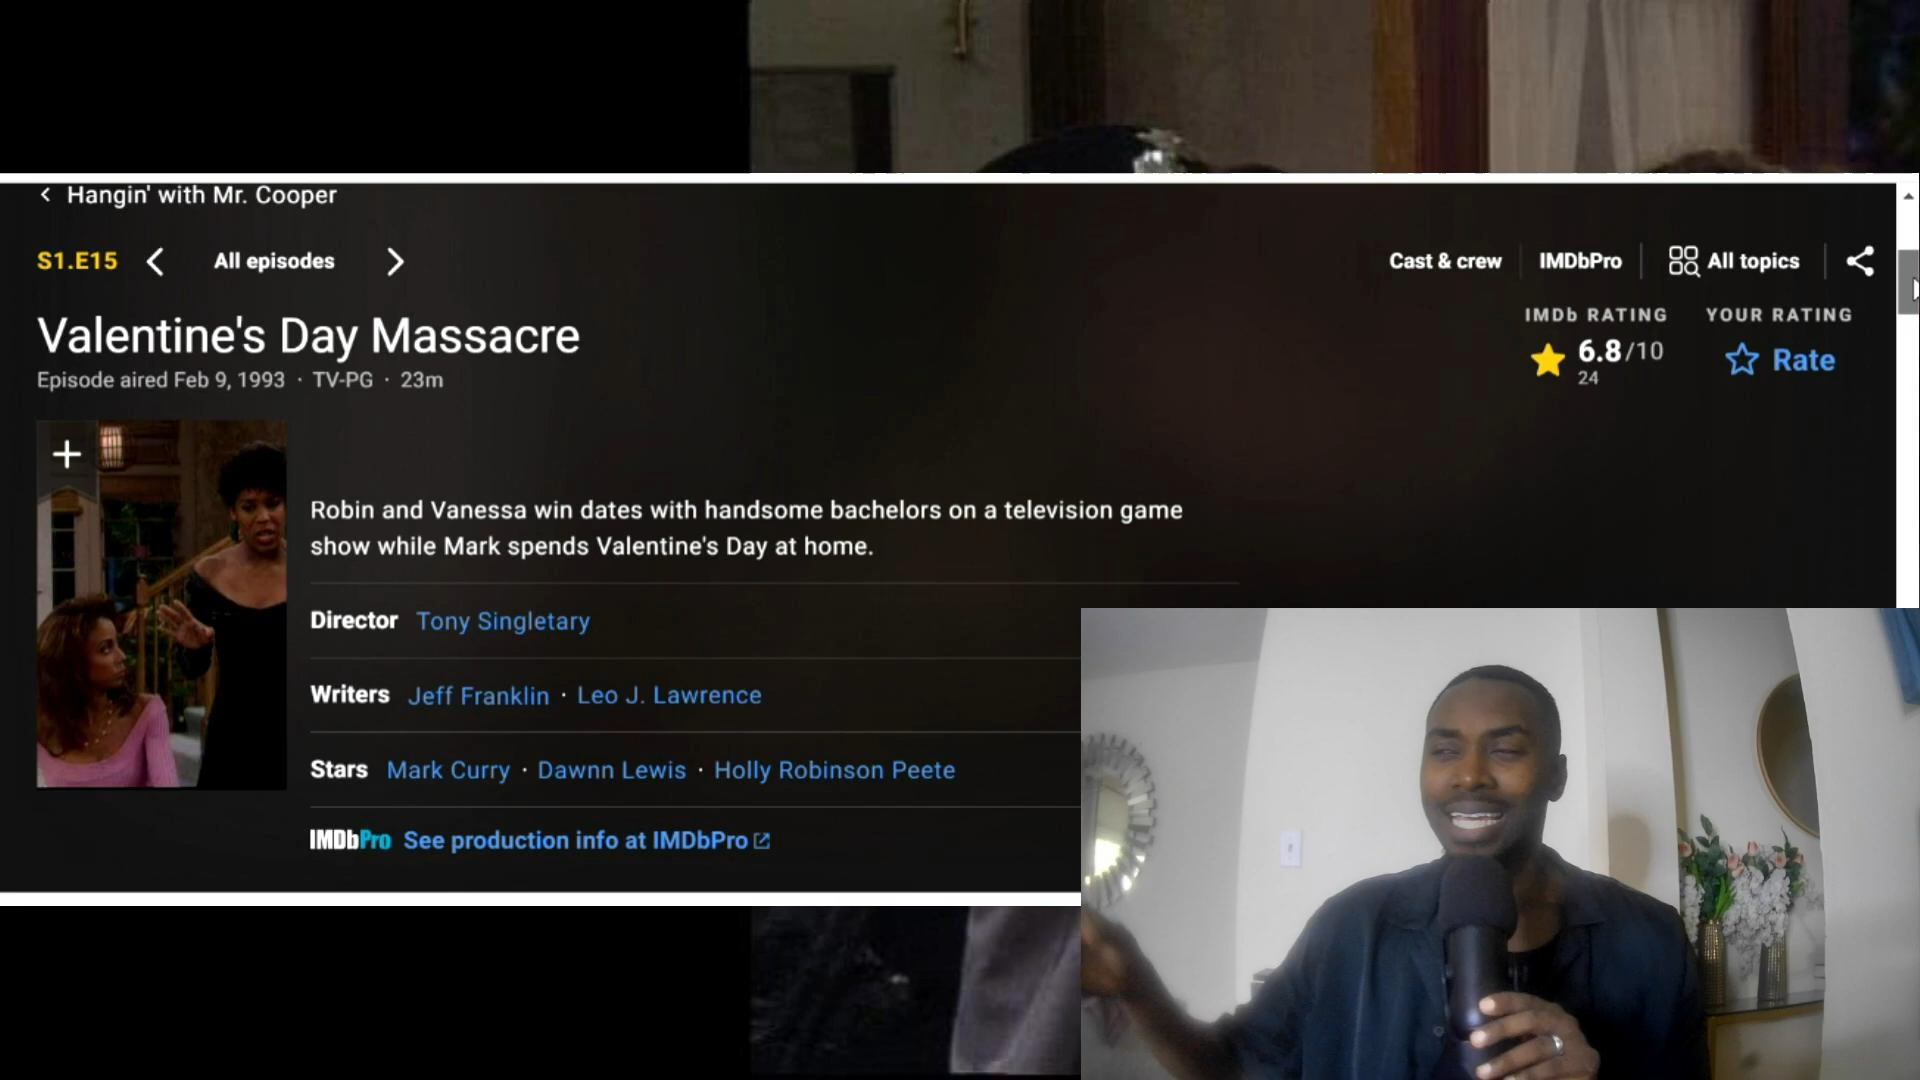 Hangin' with Mr. Cooper
S1.E15
All episodes
Cast & crew
IMDbPro
All topics
Valentine's Day Massacre
Episode aired Feb 9, 1993 · TV-PG · 23m
IMDb RATING
6.8/10
24
YOUR RATING
Rate
Robin and Vanessa win dates with handsome bachelors on a television game
show while Mark spends Valentine's Day at home.
Director Tony Singletary
Writers Jeff Franklin · Leo J. Lawrence
Stars Mark Curry · Dawnn Lewis · Holly Robinson Peete
IMDbPro See production info at IMDbPro